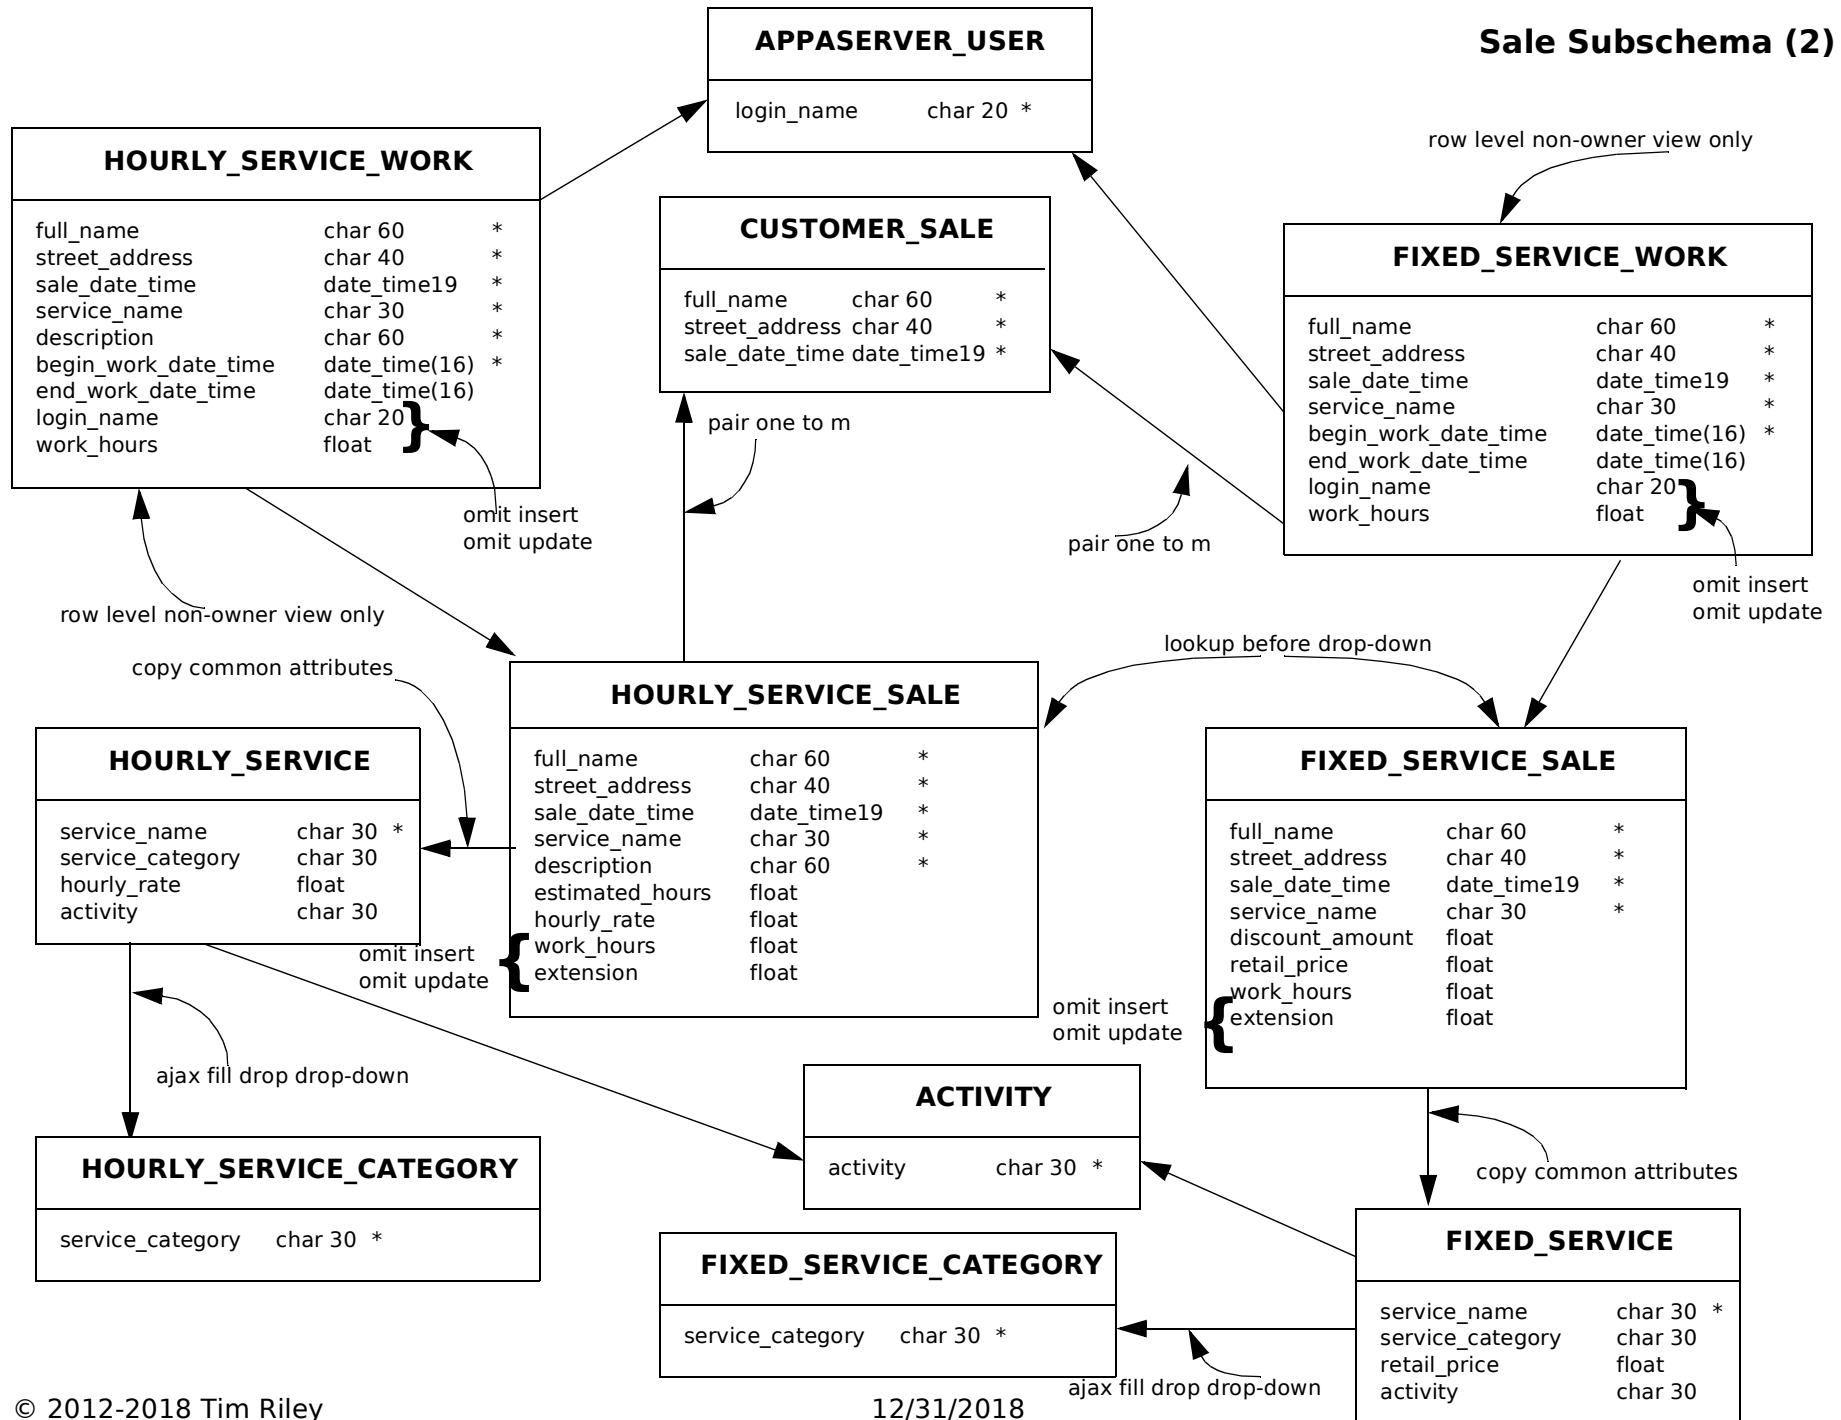 Sale Subschema (2)
APPASERVER_USER
login_name char 20 *
row level non-owner view only
HOURLY_SERVICE_WORK
full_name char 60 *
street_address char 40 *
sale_date_time date_time19 *
service_name char 30 *
description char 60 *
begin_work_date_time date_time(16) *
end_work_date_time date_time(16)
login_name char 20
work_hours float
}
omit insert
omit update
row level non-owner view only
CUSTOMER_SALE
full_name char 60 *
street_address char 40 *
sale_date_time date_time19 *
pair one to m
pair one to m
FIXED_SERVICE_WORK
full_name char 60 *
street_address char 40 *
sale_date_time date_time19 *
service_name char 30 *
begin_work_date_time date_time(16) *
end_work_date_time date_time(16)
login_name char 20
work_hours float
}
omit insert
omit update
lookup before drop-down
copy common attributes
HOURLY_SERVICE
service_name char 30 *
service_category char 30
hourly_rate float
activity char 30
HOURLY_SERVICE_SALE
full_name char 60 *
street_address char 40 *
sale_date_time date_time19 *
service_name char 30 *
description char 60 *
estimated_hours float
hourly_rate float
work_hours float
extension float
omit insert
omit update
{
FIXED_SERVICE_SALE
full_name char 60 *
street_address char 40 *
sale_date_time date_time19 *
service_name char 30 *
discount_amount float
retail_price float
work_hours float
extension float
omit insert
omit update
{
ajax fill drop drop-down
ACTIVITY
activity char 30 *
copy common attributes
HOURLY_SERVICE_CATEGORY
service_category char 30 *
FIXED_SERVICE_CATEGORY
service_category char 30 *
FIXED_SERVICE
service_name char 30 *
service_category char 30
retail_price float
activity char 30
ajax fill drop drop-down
© 2012-2018 Tim Riley
12/31/2018